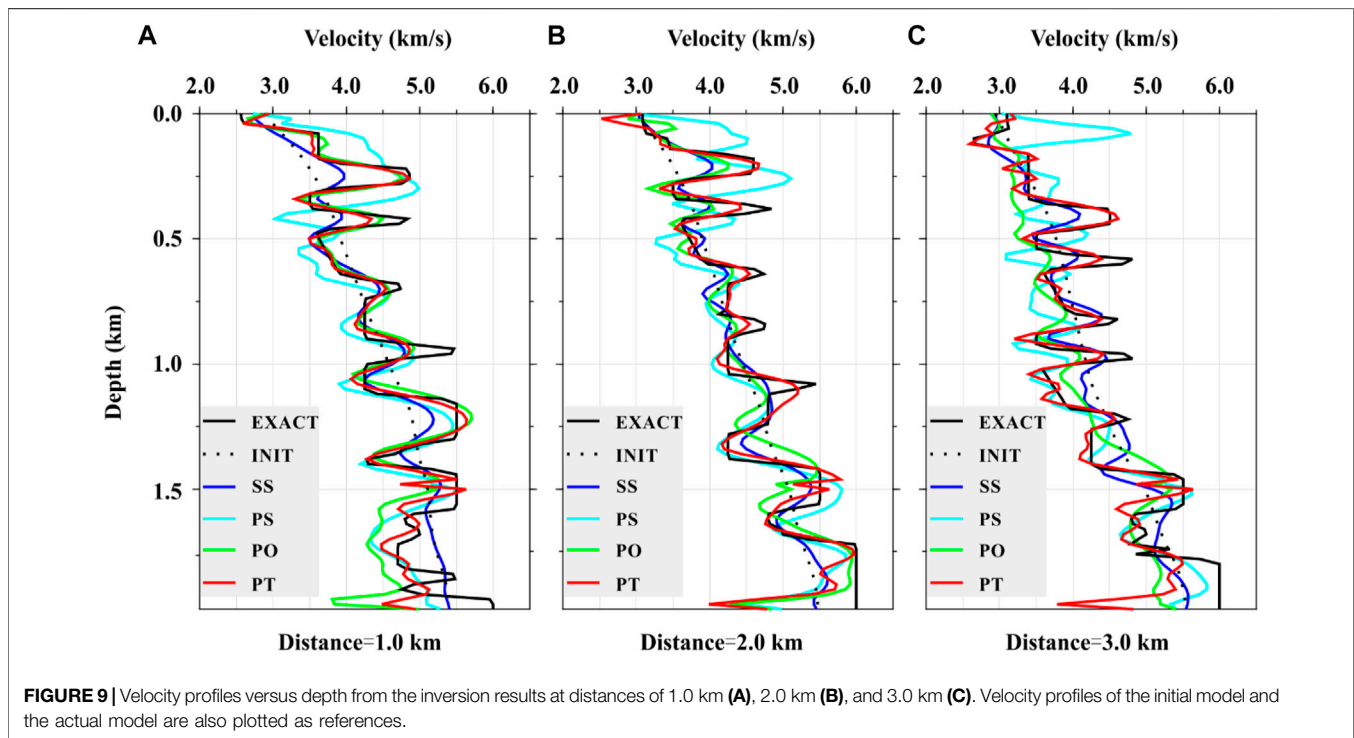 A Velocity (km/s) B Velocity (km/s) C Velocity (km/s)
2.0 3.0 4.0 5.0 6.0 2.0 3.0 4.0 5.0 6.0 2.0 3.0 4.0 5.0 6.0
0.0
0.5
1.0
1.5
Depth (km)
EXACT
INIT
SS
PS
PO
PT
EXACT
INIT
SS
PS
PO
PT
EXACT
INIT
SS
PS
PO
PT
Distance=1.0 km Distance=2.0 km Distance=3.0 km
FIGURE 9 | Velocity profiles versus depth from the inversion results at distances of 1.0 km (A), 2.0 km (B), and 3.0 km (C). Velocity profiles of the initial model and
the actual model are also plotted as references.